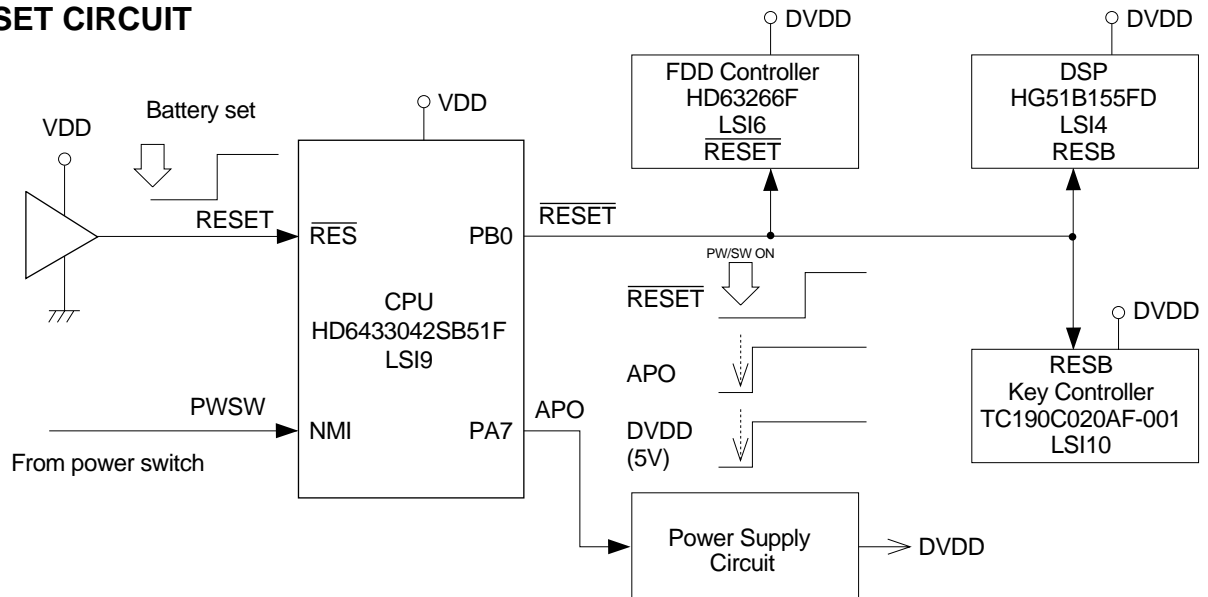 SET CIRCUIT
DVDD
DVDD
FDD Controller
HD63266F
LSI6
RESET
DSP
HG51B155FD
LSI4
RESB
Battery set
VDD
VDD
RESET
RES
PB0
RESET
PW/SW ON
CPU
HD6433042SB51F
LSI9
RESET
APO
DVDD
(5V)
DVDD
RESB
Key Controller
TC190C020AF-001
LSI10
PWSW
NMI
PA7
APO
From power switch
Power Supply
Circuit
DVDD